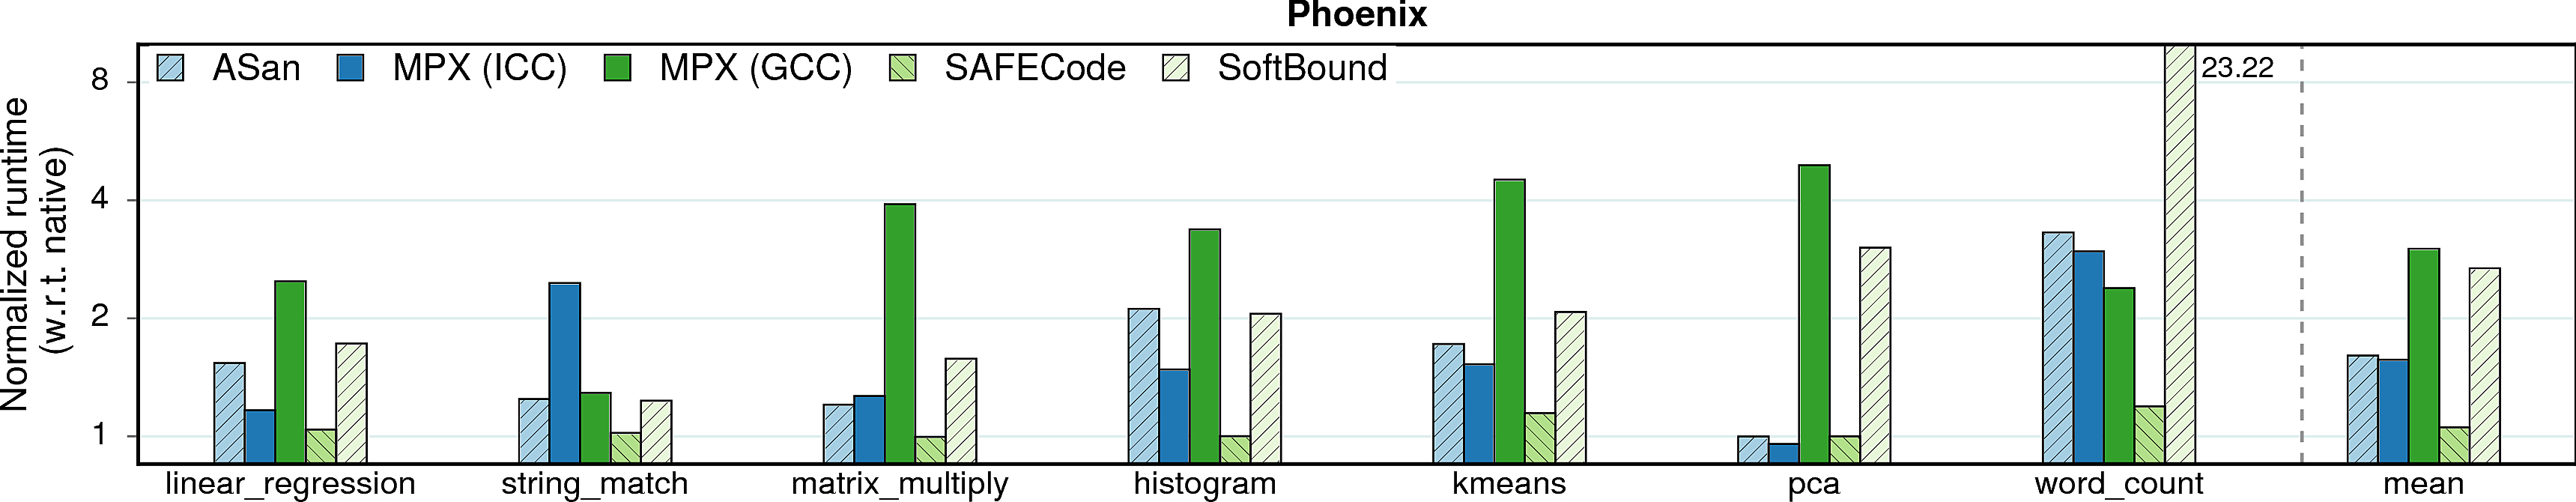 Phoenix
ASan MPX (ICC) MPX (GCC) SAFECode SoftBound
Normalized runtime
(w.r.t. native)
8
4
2
1
23.22
linear_regression string_match matrix_multiply histogram kmeans pca word_count mean